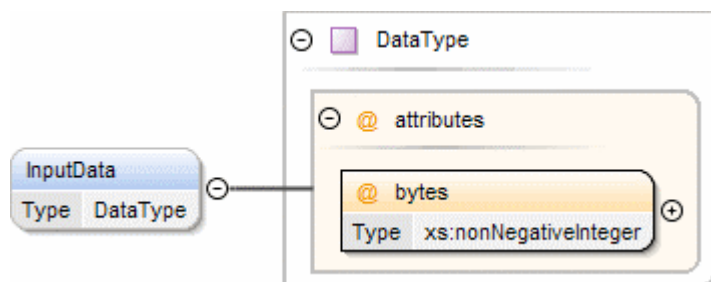 DataType
@ attributes
InputData
Type DataType
@ bytes
Type xs:nonNegativeInteger